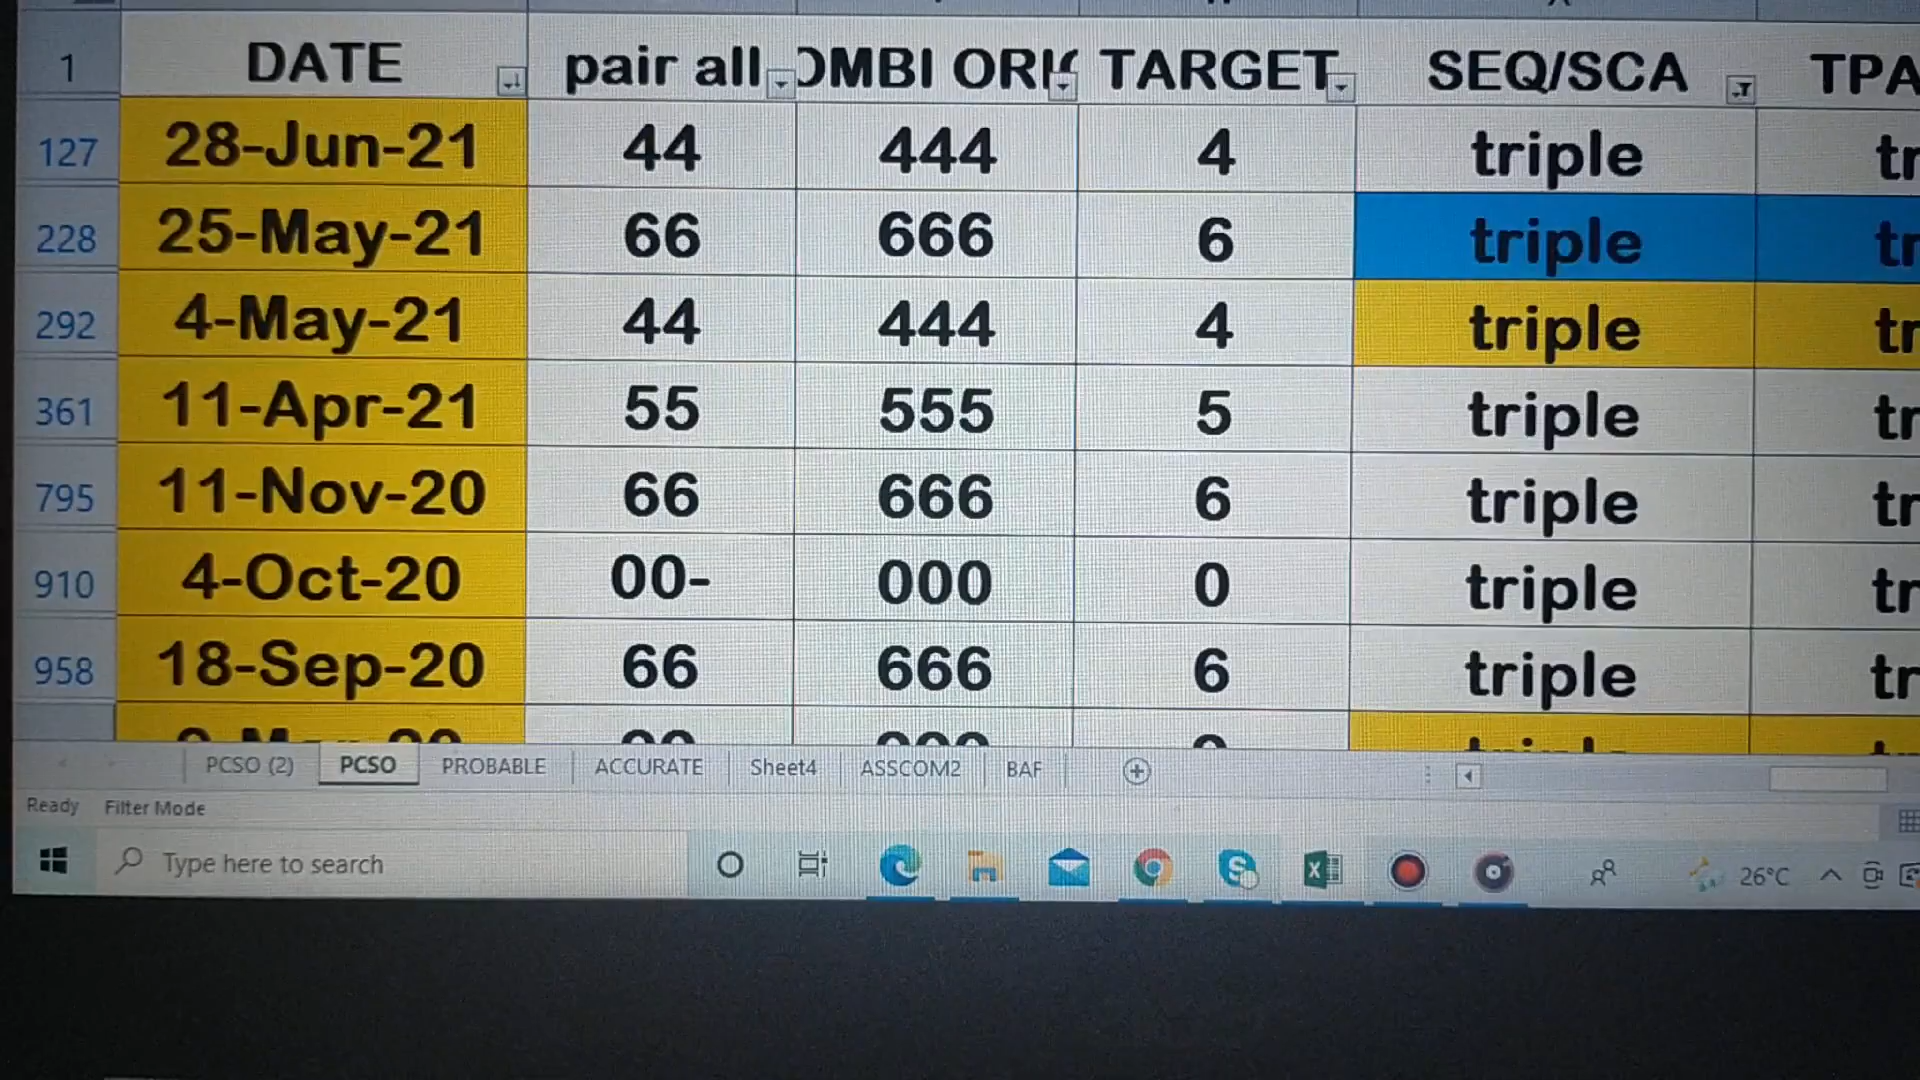 1 DATE pair all OMBI ORIG TARGET SEQ/SCA TPA
127 28-Jun-21 44 444 4 triple tr
228 25-May-21 66 666 6 triple tr
292 4-May-21 44 444 4 triple tr
361 11-Apr-21 55 555 5 triple tr
795 11-Nov-20 66 666 6 triple tr
910 4-Oct-20 00- 000 0 triple tr
958 18-Sep-20 66 666 6 triple tr
PCSO (2) PCSO PROBABLE ACCURATE Sheet4 ASSCOM2 BAF
Ready Filter Mode
Type here to search 26°C